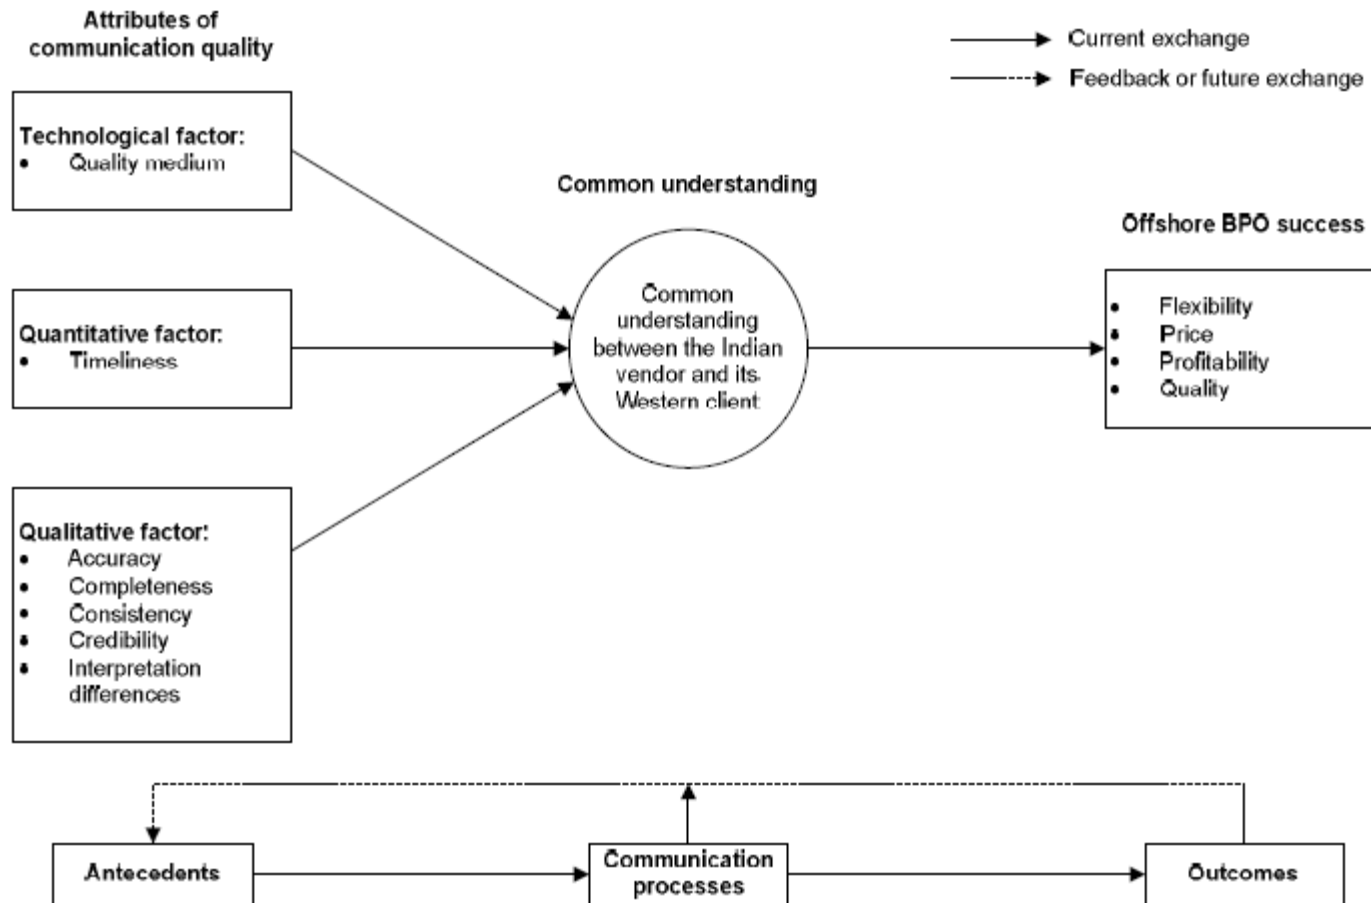 Attributes of
communication quality
Current exchange
Feedback or future exchange
Technological factor:
• Quality medium
Common understanding
Offshore BPO success
Quantitative factor:
• Timeliness
Common
understanding
between the Indian
vendor and its
Western client
• Flexibility
• Price
• Profitability
• Quality
Qualitative factor:
• Accuracy
• Completeness
• Consistency
• Credibility
• Interpretation
differences
Antecedents
Communication
processes
Outcomes